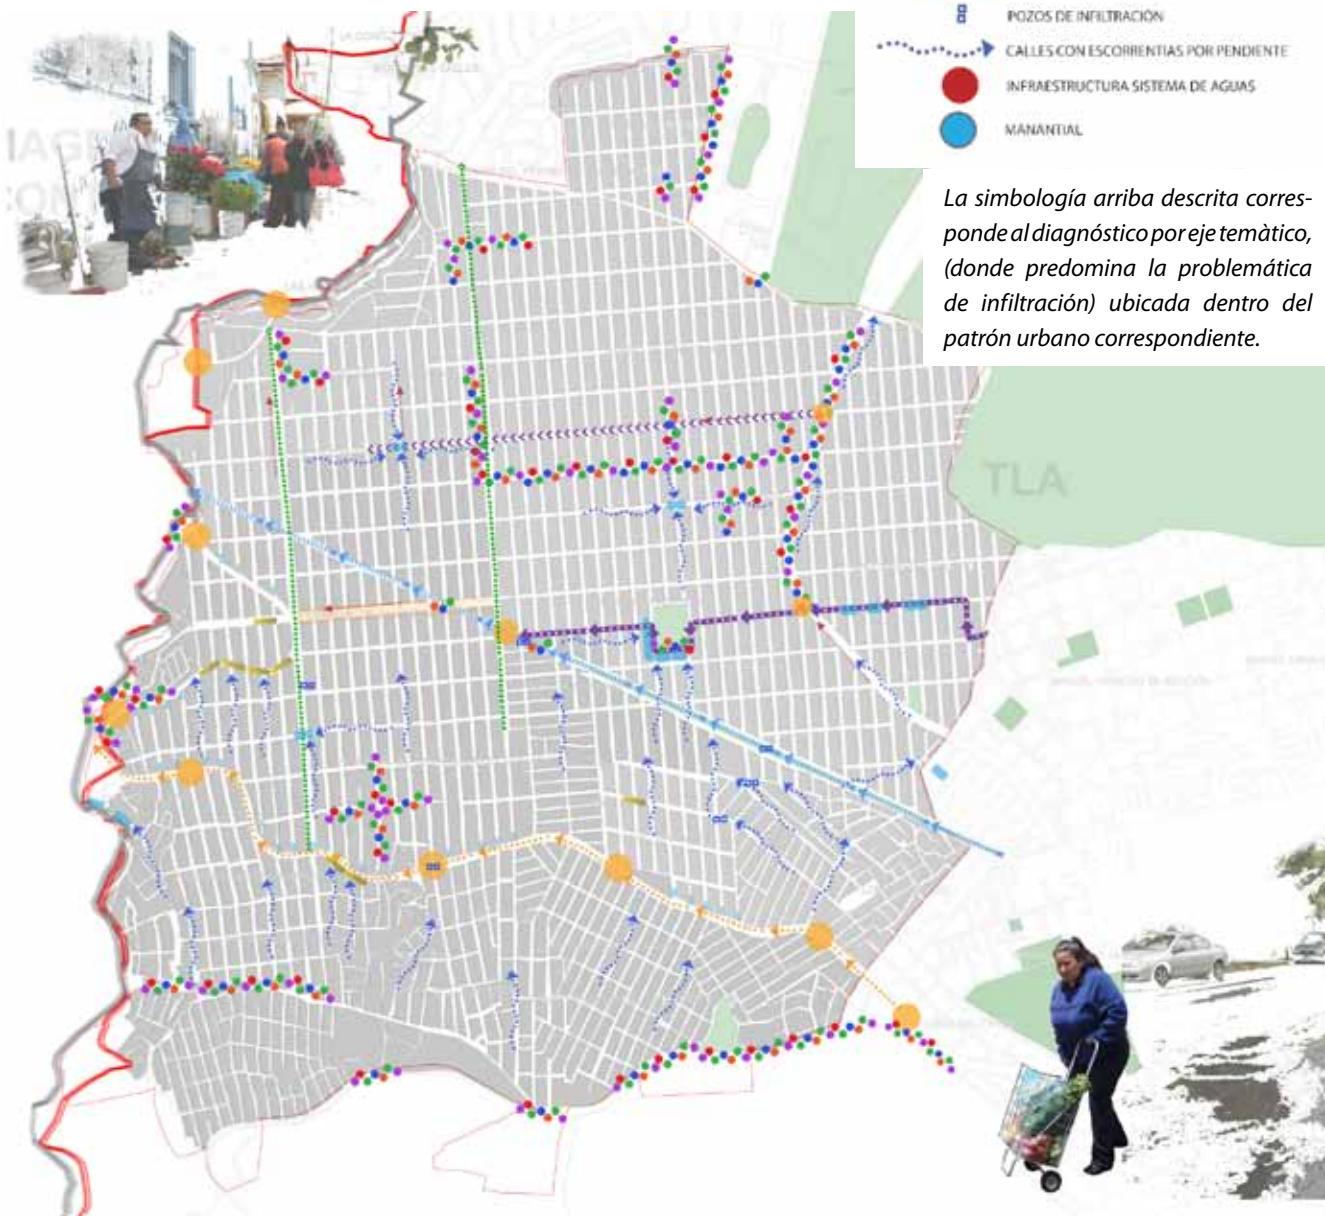 POZOS DE INFILTRACIÓN
CALLES CON ESCORRENTIAS POR PENDIENTE
INFRAESTRUCTURA SISTEMA DE AGUAS
MANANTIAL
La simbología arriba descrita corres-
ponde al diagnóstico por eje temàtico,
(donde predomina la problemática
de infiltración) ubicada dentro del
patrón urbano correspondiente.
TLA